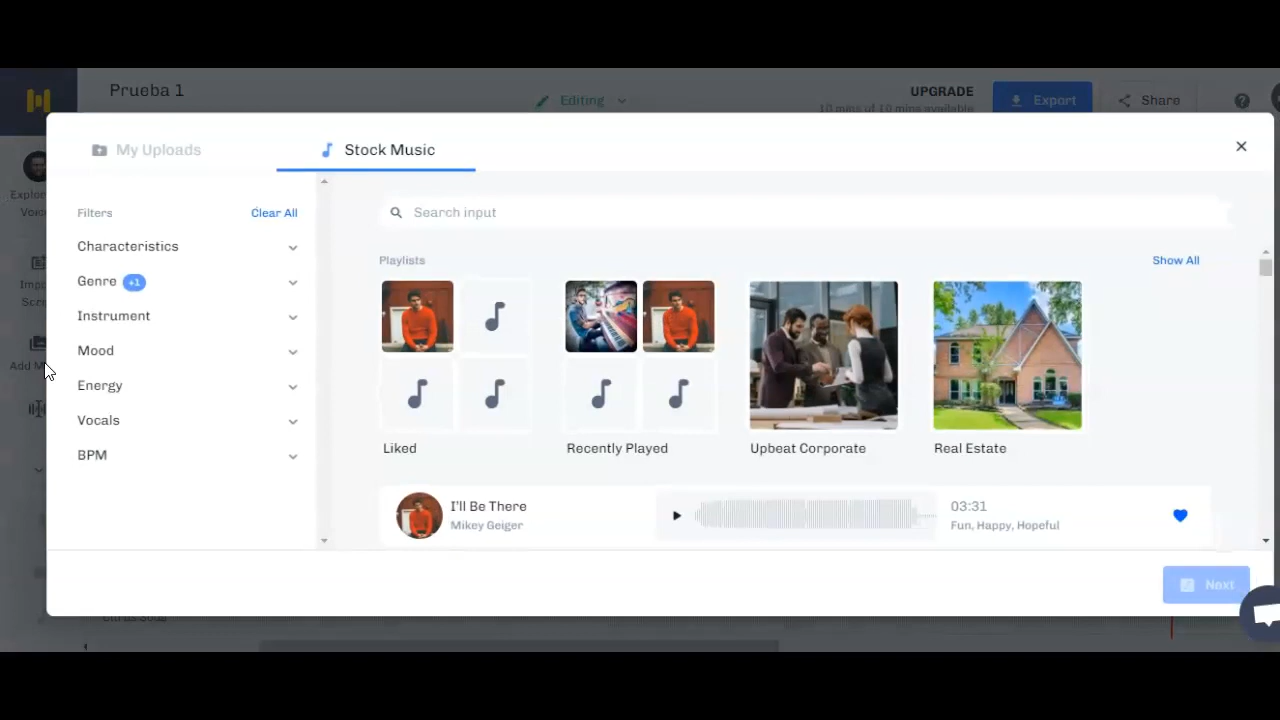 Prueba 1
Editing
UPGRADE
10 mins of 10 mins available
Export
Share
My Uploads
Stock Music
Filters
Clear All
Characteristics
Genre +1
Instrument
Mood
Energy
Vocals
BPM
Search input
Playlists
Show All
Liked
Recently Played
Upbeat Corporate
Real Estate
I'll Be There
Mikey Geiger
03:31
Fun, Happy, Hopeful
Next